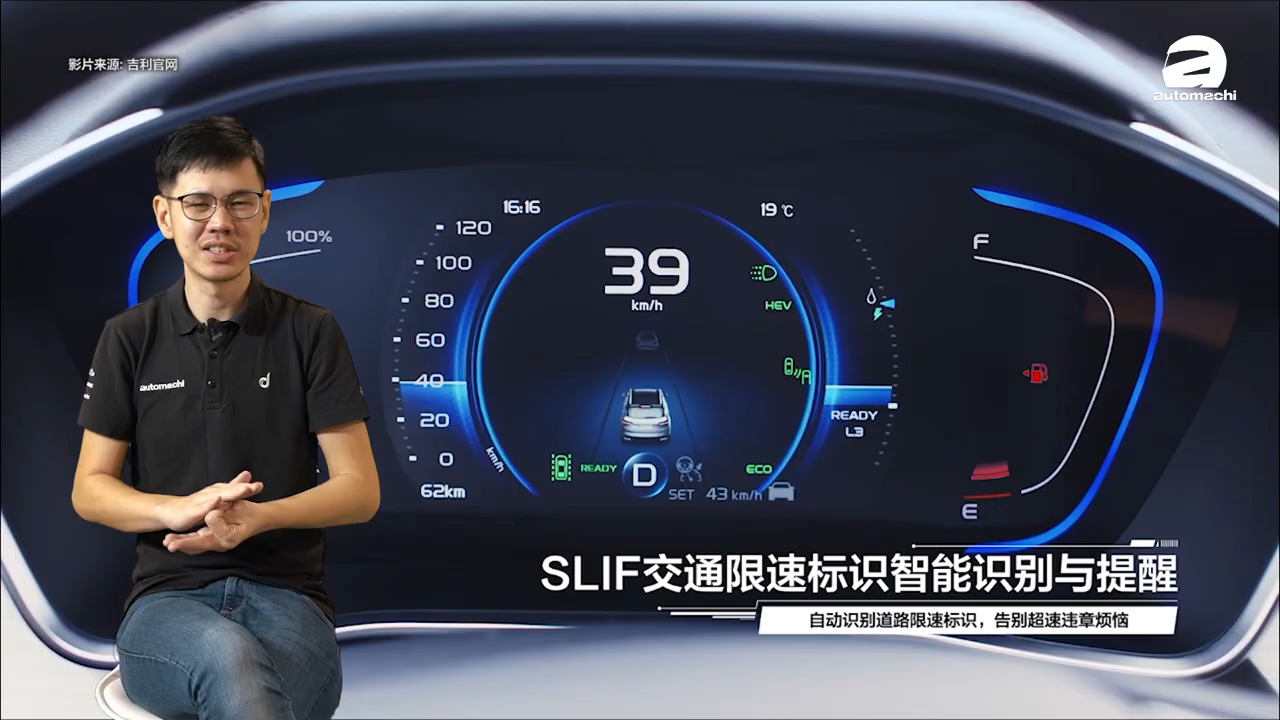 影片来源: 吉利官网
automachi
100%
16:16
19 ℃
120
100
80
60
40
20
0
km/h
62km
39
km/h
HEV
A
READY
D
ECO
SET 43 km/h
READY
L3
F
E
automachi
SLIF交通限速标识智能识别与提醒
自动识别道路限速标识，告别超速违章烦恼